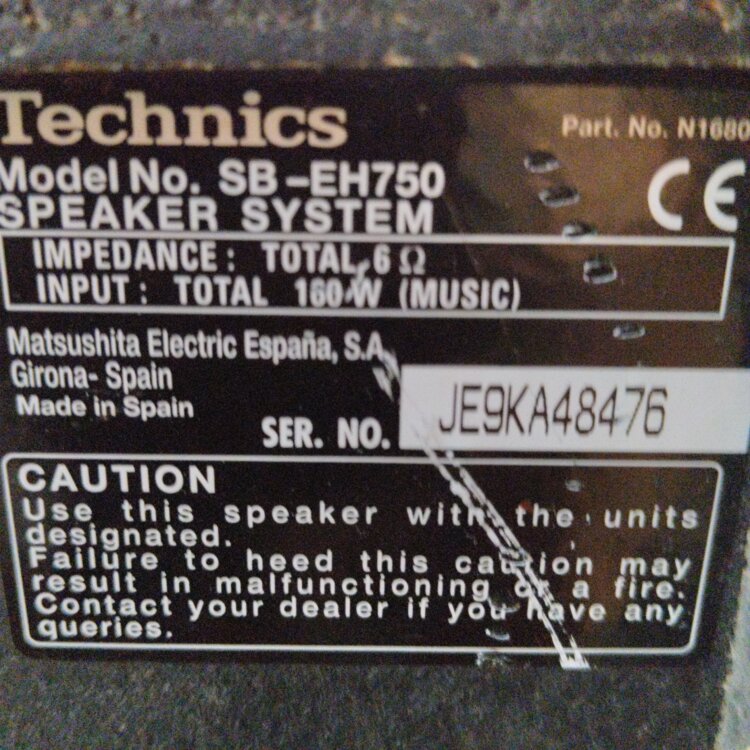 Technics
Part. No. N1680
Model No. SB-EH750
SPEAKER SYSTEM
CE
IMPEDANCE: TOTAL 6 Ω
INPUT: TOTAL 160 W (MUSIC)
Matsushita Electric España, S.A.
Girona- Spain
Made in Spain
SER. NO. JE9KA48476
CAUTION
Use this speaker with the units
designated.
Failure to heed this caution may
result in malfunctioning or a fire.
Contact your dealer if you have any
queries.